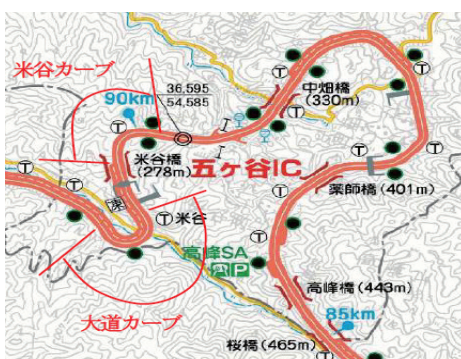 米谷カーブ
36.595
54.585
90km
中畑橋
(330m)
米谷橋
(278m)
五ヶ谷IC
薬師橋(401m)
Ⓣ米谷
高峰SA
P
高峰橋(443m)
大道カーブ
85km
桜橋(465m)